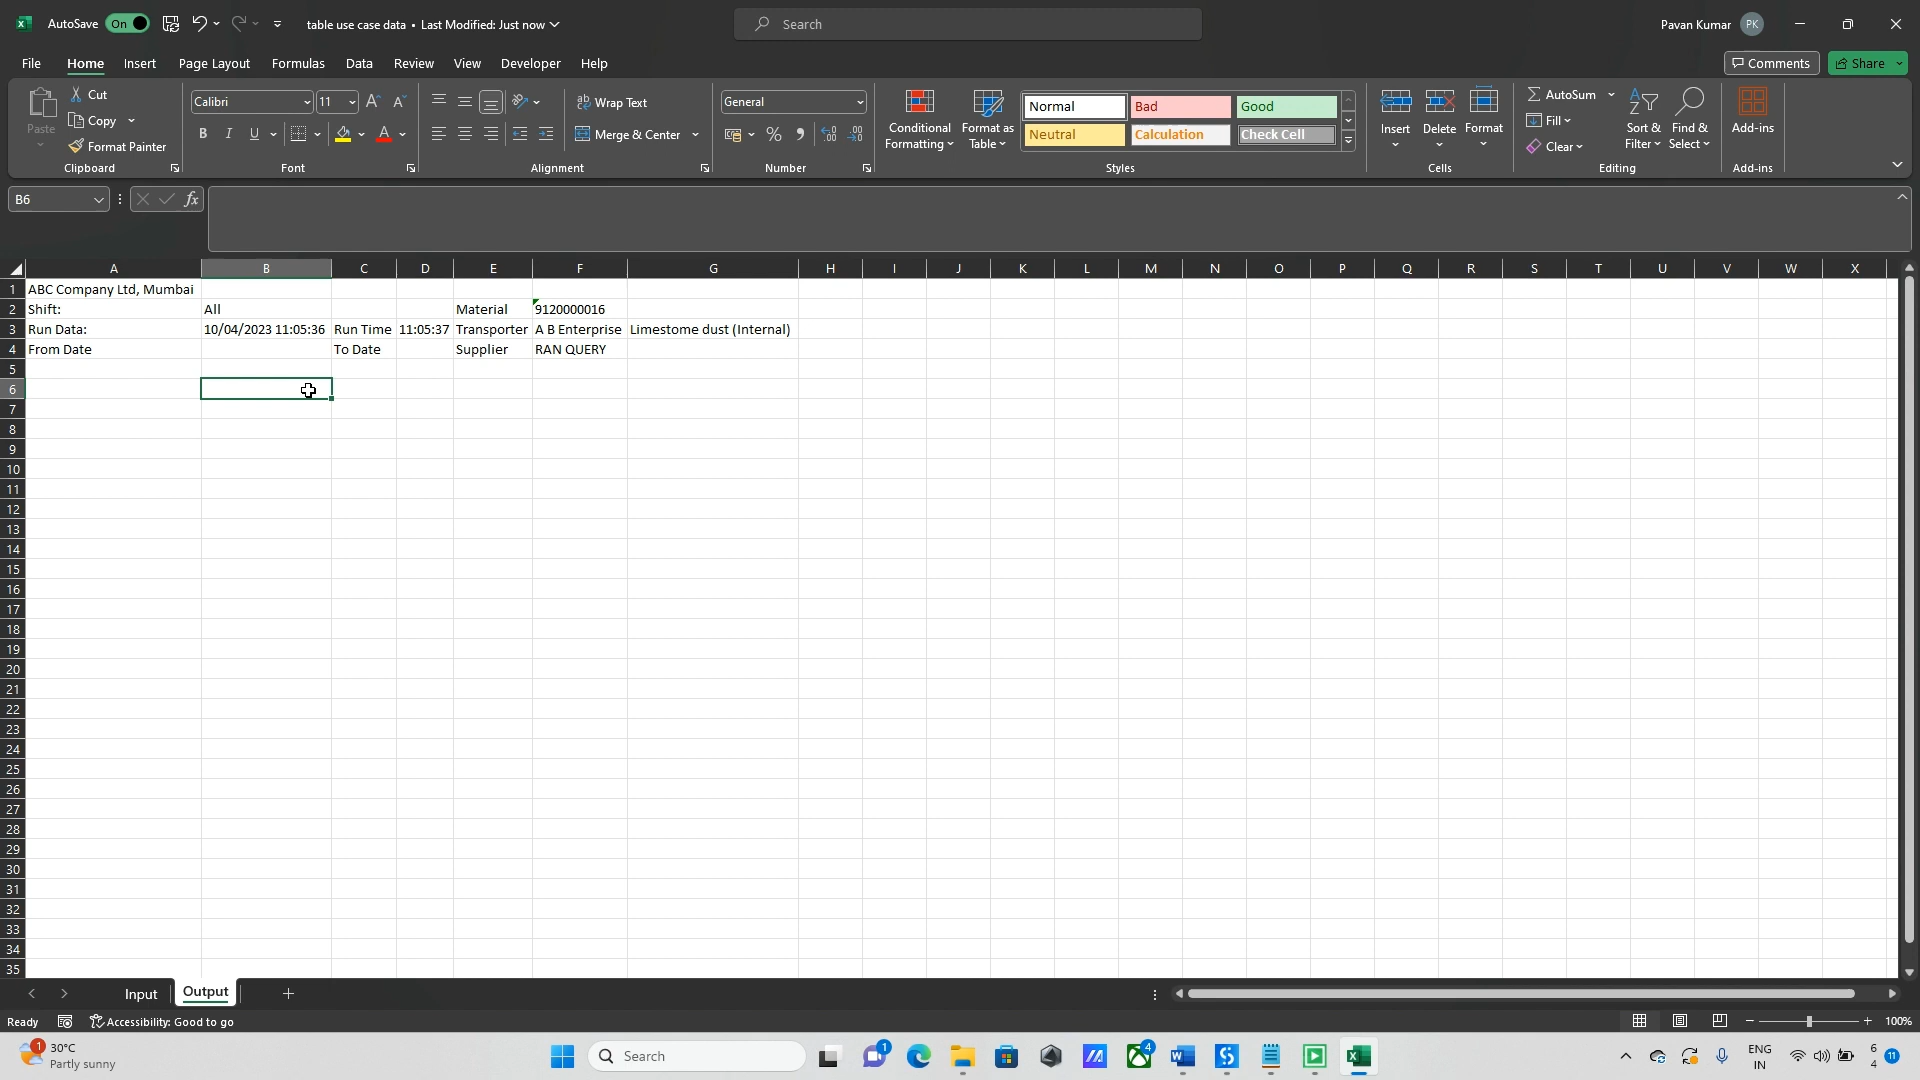 AutoSave On table use case data • Last Modified: Just now Search Pavan Kumar PK
File Home Insert Page Layout Formulas Data Review View Developer Help Comments Share
Paste Cut Copy Format Painter Clipboard
Calibri 11 B I U A Font
Wrap Text Merge & Center Alignment
General % Number
Conditional Formatting Format as Table Normal Bad Good Neutral Calculation Check Cell Styles
Insert Delete Format Cells
AutoSum Fill Clear Sort & Filter Find & Select Editing
Add-ins Add-ins
B6 fx
A B C D E F G H I J K L M N O P Q R S T U V W X
1 ABC Company Ltd, Mumbai
2 Shift: All Material 9120000016
3 Run Data: 10/04/2023 11:05:36 Run Time 11:05:37 Transporter A B Enterprise Limestome dust (Internal)
4 From Date To Date Supplier RAN QUERY
5
6
7
8
9
10
11
12
13
14
15
16
17
18
19
20
21
22
23
24
25
26
27
28
29
30
31
32
33
34
35
Input Output
Ready Accessibility: Good to go 100%
1 30°C Partly sunny Search 1 4 ENG IN 6 4 11